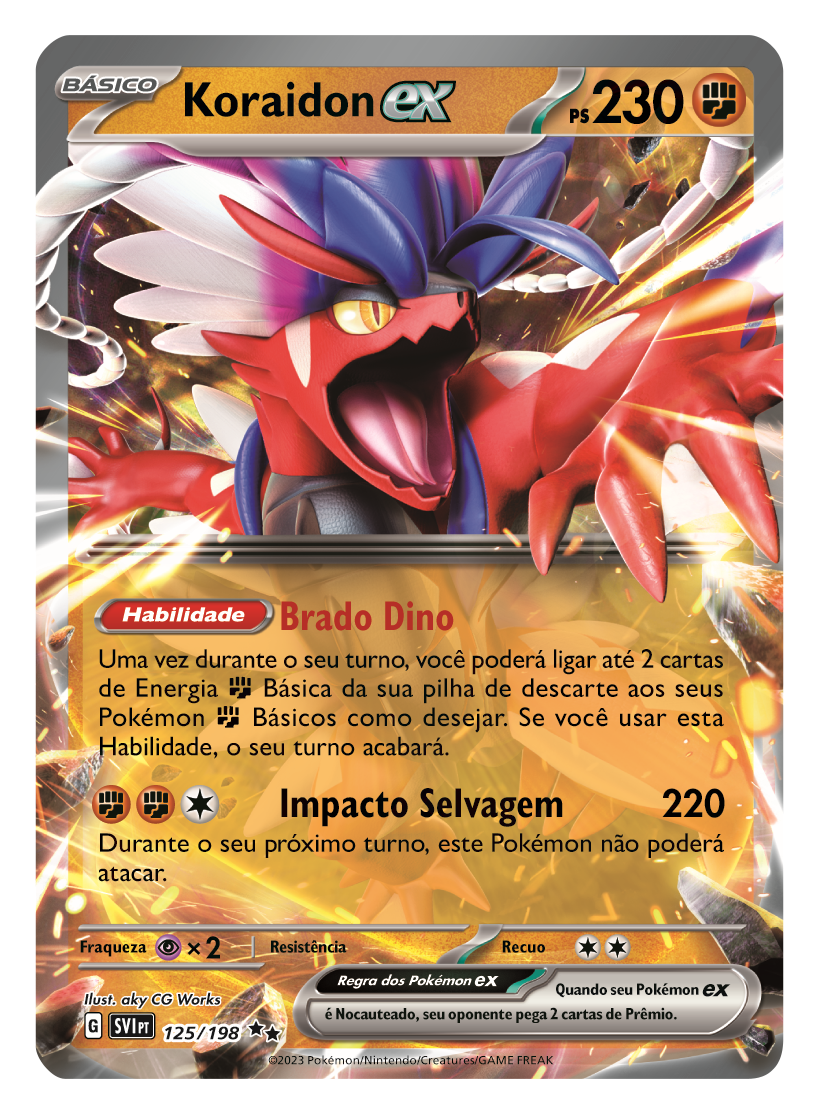 BÁSICO
Koraidon ex
PS 230
Habilidade Brado Dino
Uma vez durante o seu turno, você poderá ligar até 2 cartas
de Energia Básica da sua pilha de descarte aos seus
Pokémon Básicos como desejar. Se você usar esta
Habilidade, o seu turno acabará.
Impacto Selvagem 220
Durante o seu próximo turno, este Pokémon não poderá
atacar.
Fraqueza × 2 Resistência Recuo
Ilust. aky CG Works
G SVI PT 125/198
Regra dos Pokémon ex
Quando seu Pokémon ex
é Nocauteado, seu oponente pega 2 cartas de Prêmio.
©2023 Pokémon/Nintendo/Creatures/GAME FREAK